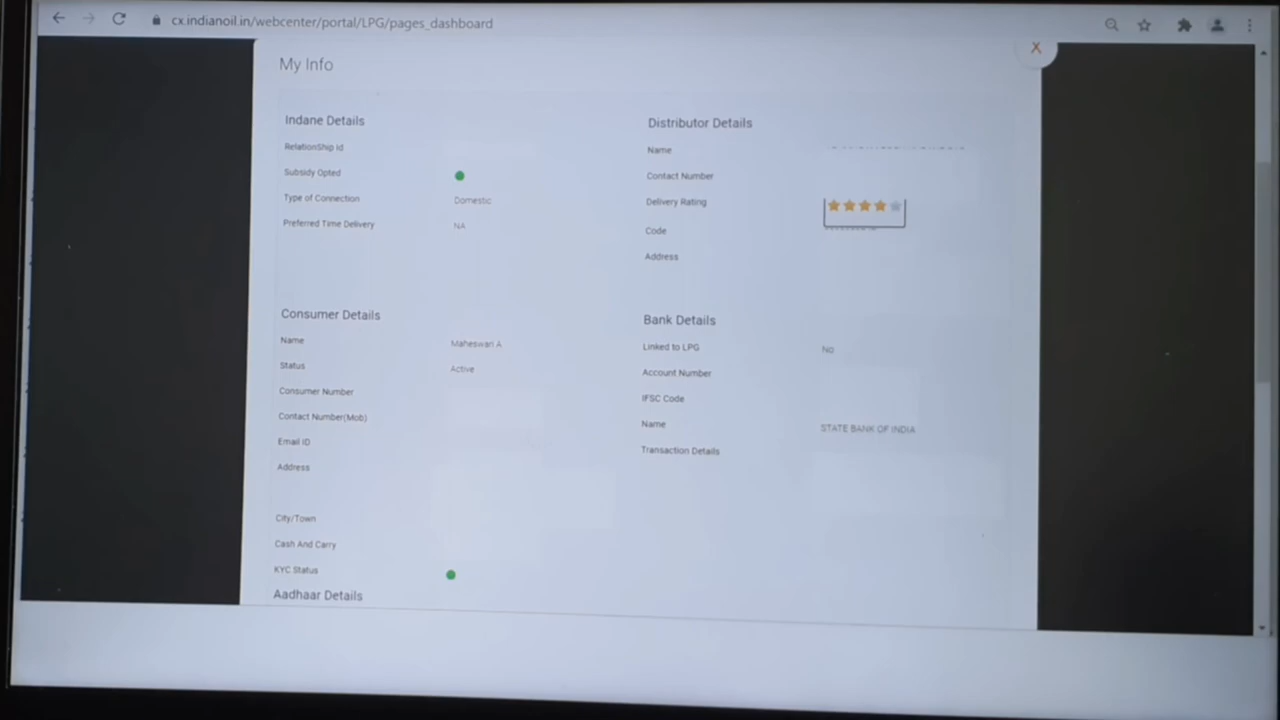 cx.indianoil.in/webcenter/portal/LPG/pages_dashboard
X
My Info
Indane Details
RelationShip Id
Subsidy Opted
Type of Connection Domestic
Preferred Time Delivery NA
Distributor Details
Name
Contact Number
Delivery Rating
Code
Address
Consumer Details
Name Maheswari A
Status Active
Consumer Number
Contact Number(Mob)
Email ID
Address
City/Town
Cash And Carry
KYC Status
Aadhaar Details
Bank Details
Linked to LPG No
Account Number
IFSC Code
Name STATE BANK OF INDIA
Transaction Details